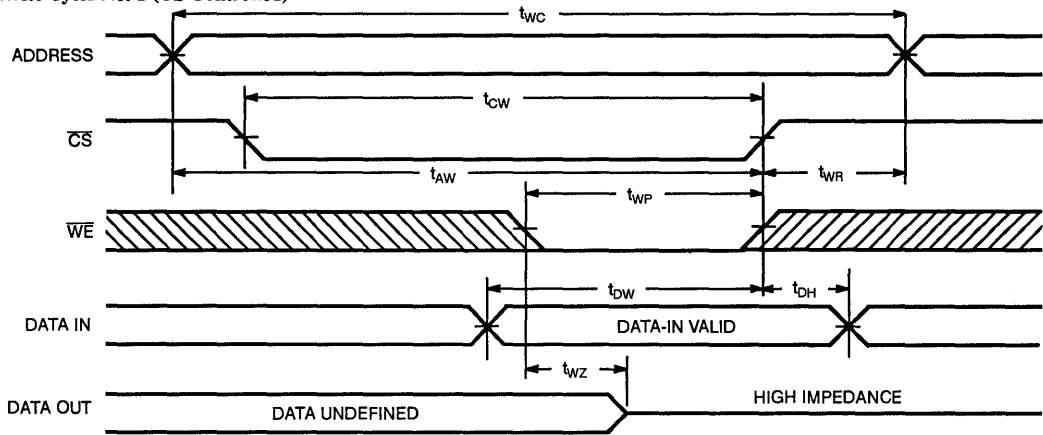 tWC
ADDRESS
tCW
CS
tAW
tWR
tWP
WE
tDW
tDH
DATA IN
DATA-IN VALID
tWZ
DATA OUT
DATA UNDEFINED
HIGH IMPEDANCE